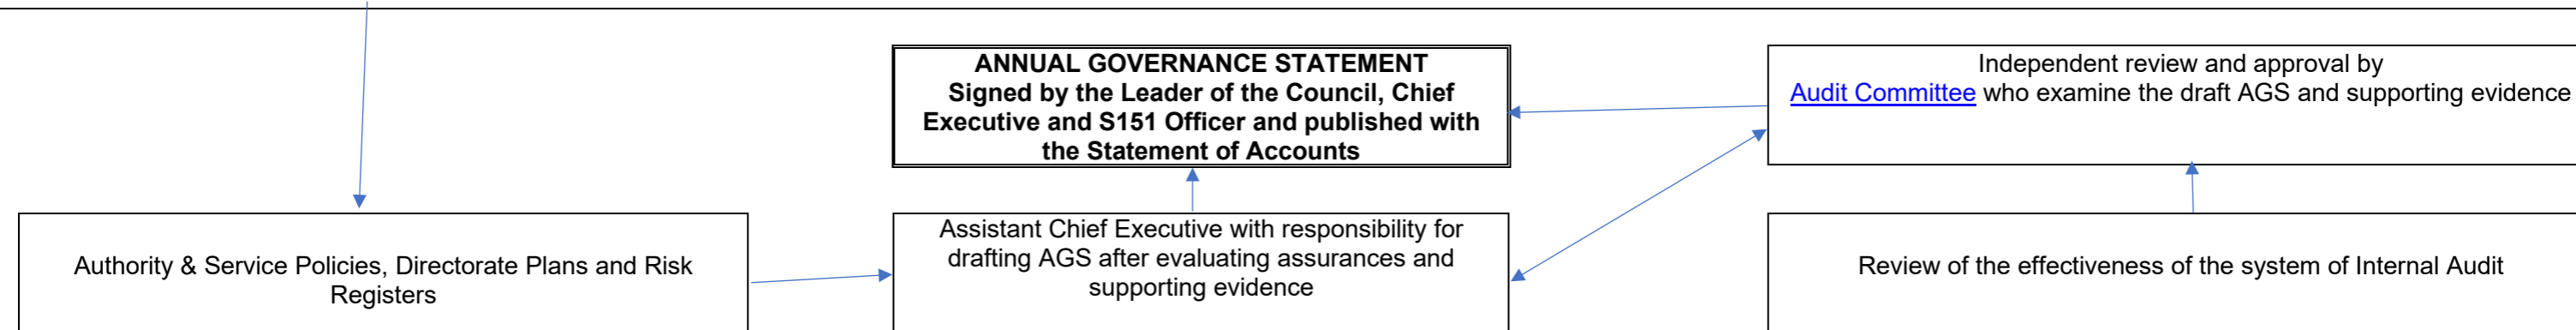 ANNUAL GOVERNANCE STATEMENT
Signed by the Leader of the Council, Chief
Executive and S151 Officer and published with
the Statement of Accounts
Independent review and approval by
Audit Committee who examine the draft AGS and supporting evidence
Authority & Service Policies, Directorate Plans and Risk
Registers
Assistant Chief Executive with responsibility for
drafting AGS after evaluating assurances and
supporting evidence
Review of the effectiveness of the system of Internal Audit